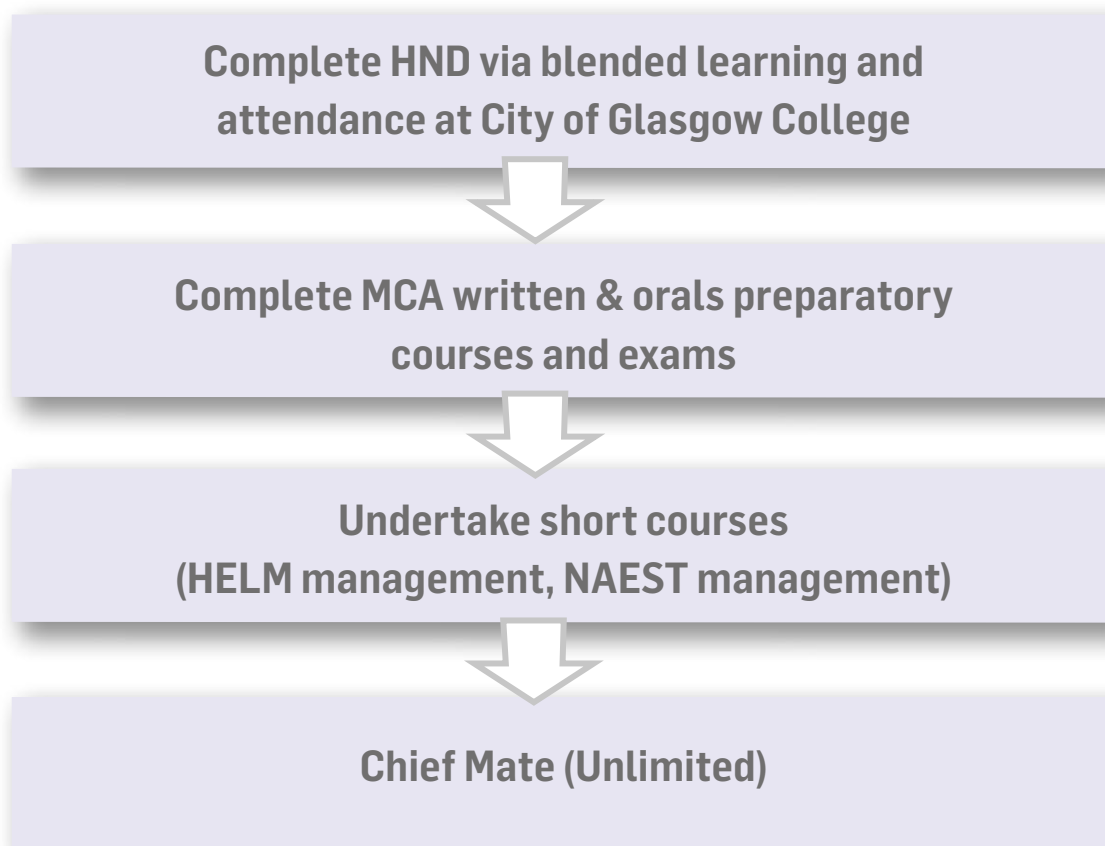 Complete HND via blended learning and
attendance at City of Glasgow College
Complete MCA written & orals preparatory
courses and exams
Undertake short courses
(HELM management, NAEST management)
Chief Mate (Unlimited)